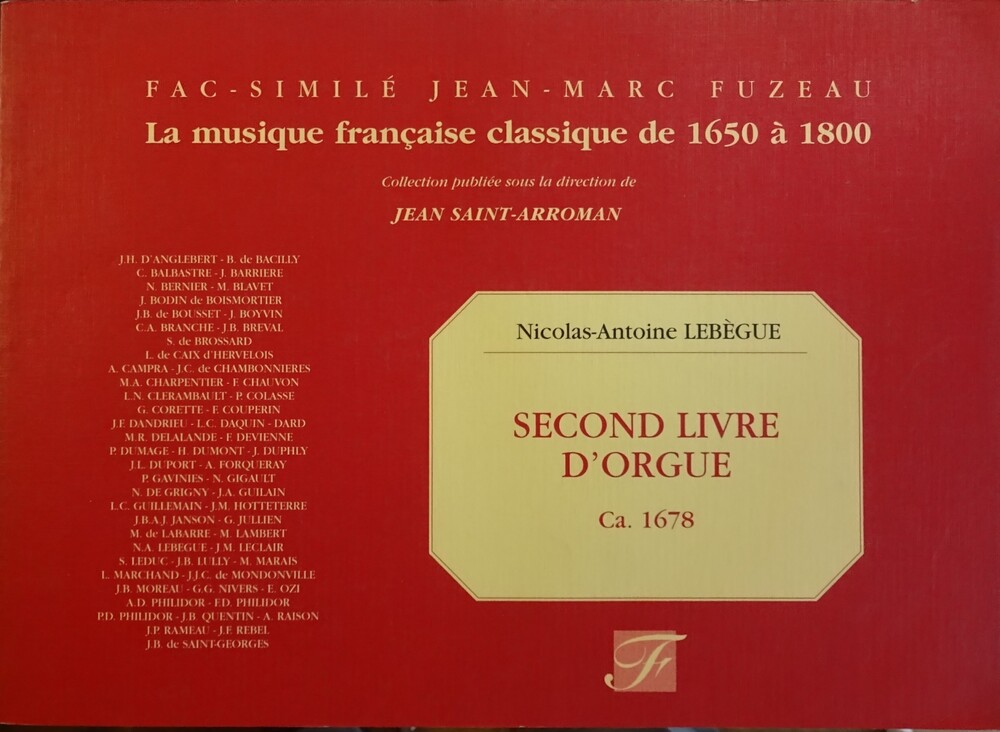 FAC-SIMILÉ JEAN-MARC FUZEAU
La musique française classique de 1650 à 1800
Collection publiée sous la direction de
JEAN SAINT-ARROMAN
J.H. D'ANGLEBERT - B. de BACILLY
C. BALBASTRE - J. BARRIERE
N. BERNIER - M. BLAVET
J. BODIN de BOISMORTIER
J.B. de BOUSSET - J. BOYVIN
C.A. BRANCHE - J.B. BREVAL
S. de BROSSARD
L. de CAIX d'HERVELOIS
A. CAMPRA - J.C. de CHAMBONNIERES
M.A. CHARPENTIER - F. CHAUVON
L.N. CLERAMBAULT - P. COLASSE
G. CORETTE - F. COUPERIN
J.F. DANDRIEU - L.C. DAQUIN - DARD
M.R. DELALANDE - F. DEVIENNE
P. DUMAGE - H. DUMONT - J. DUPHLY
J.L. DUPORT - A. FORQUERAY
P. GAVINIES - N. GIGAULT
N. DE GRIGNY - J.A. GUILAIN
L.C. GUILLEMAIN - J.M. HOTTETERRE
J.B.A.J. JANSON - G. JULLIEN
M. de LABARRE - M. LAMBERT
N.A. LEBEGUE - J.M. LECLAIR
S. LEDUC - J.B. LULLY - M. MARAIS
L. MARCHAND - J.J.C. de MONDONVILLE
J.B. MOREAU - G.G. NIVERS - E. OZI
A.D. PHILIDOR - F.D. PHILIDOR
P.D. PHILIDOR - J.B. QUENTIN - A. RAISON
J.P. RAMEAU - J.F. REBEL
J.B. de SAINT-GEORGES
Nicolas-Antoine LEBÈGUE
SECOND LIVRE
D'ORGUE
Ca. 1678
F